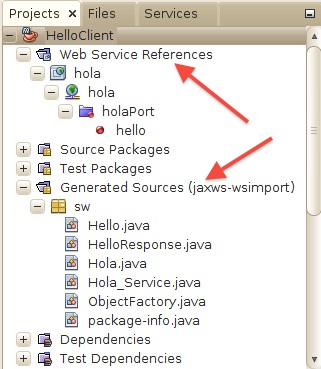 Projects × Files Services
HelloClient
Web Service References
hola
hola
holaPort
hello
Source Packages
Test Packages
Generated Sources (jaxws-wsimport)
sw
Hello.java
HelloResponse.java
Hola.java
Hola_Service.java
ObjectFactory.java
package-info.java
Dependencies
Test Dependencies